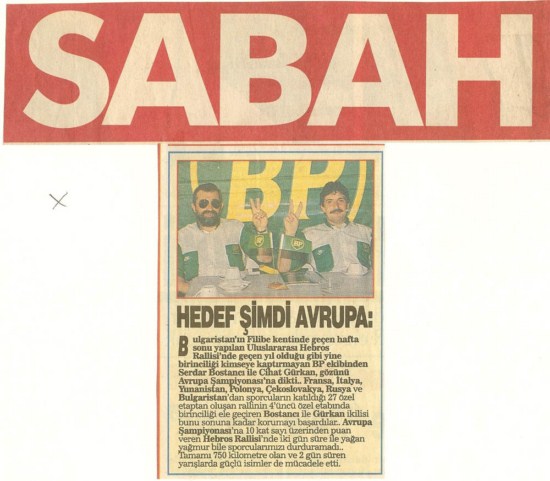 SABAH
BP
BP
HEDEF ŞİMDİ AVRUPA:
Bulgaristan'ın Filibe kentinde geçen hafta
sonu yapılan Uluslararası Hebros
Rallisi'nde geçen yıl olduğu gibi yine
birinciliği kimseye kaptırmayan BP ekibinden
Serdar Bostancı ile Cihat Gürkan, gözünü
Avrupa Şampiyonası'na dikti.. Fransa, İtalya,
Yunanistan, Polonya, Çekoslovakya, Rusya ve
Bulgaristan'dan sporcuların katıldığı 27 özel
etaptan oluşan rallinin 4'üncü özel etabında
birinciliği ele geçiren Bostancı ile Gürkan ikilisi
bunu sonuna kadar korumayı başardılar. Avrupa
Şampiyonası'na 10 kat sayı üzerinden puan
veren Hebros Rallisi'nde iki gün süre ile yağan
yağmur bile sporcularımızı durduramadı..
Tamamı 750 kilometre olan ve 2 gün süren
yarışlarda güçlü isimler de mücadele etti.